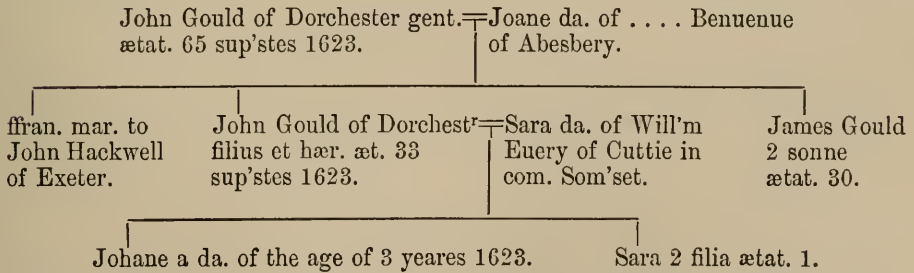 John Gould of Dorchester gent.=Joane da. of .... Benuenue
ætat. 65 sup'stes 1623.
of Abesbery.
ffran. mar. to
John Hackwell
of Exeter.
John Gould of Dorchestʳ=Sara da. of Will'm
filius et hær. æt. 33
sup'stes 1623.
Euery of Cuttie in
com. Som'set.
James Gould
2 sonne
ætat. 30.
Johane a da. of the age of 3 yeares 1623.
Sara 2 filia ætat. 1.